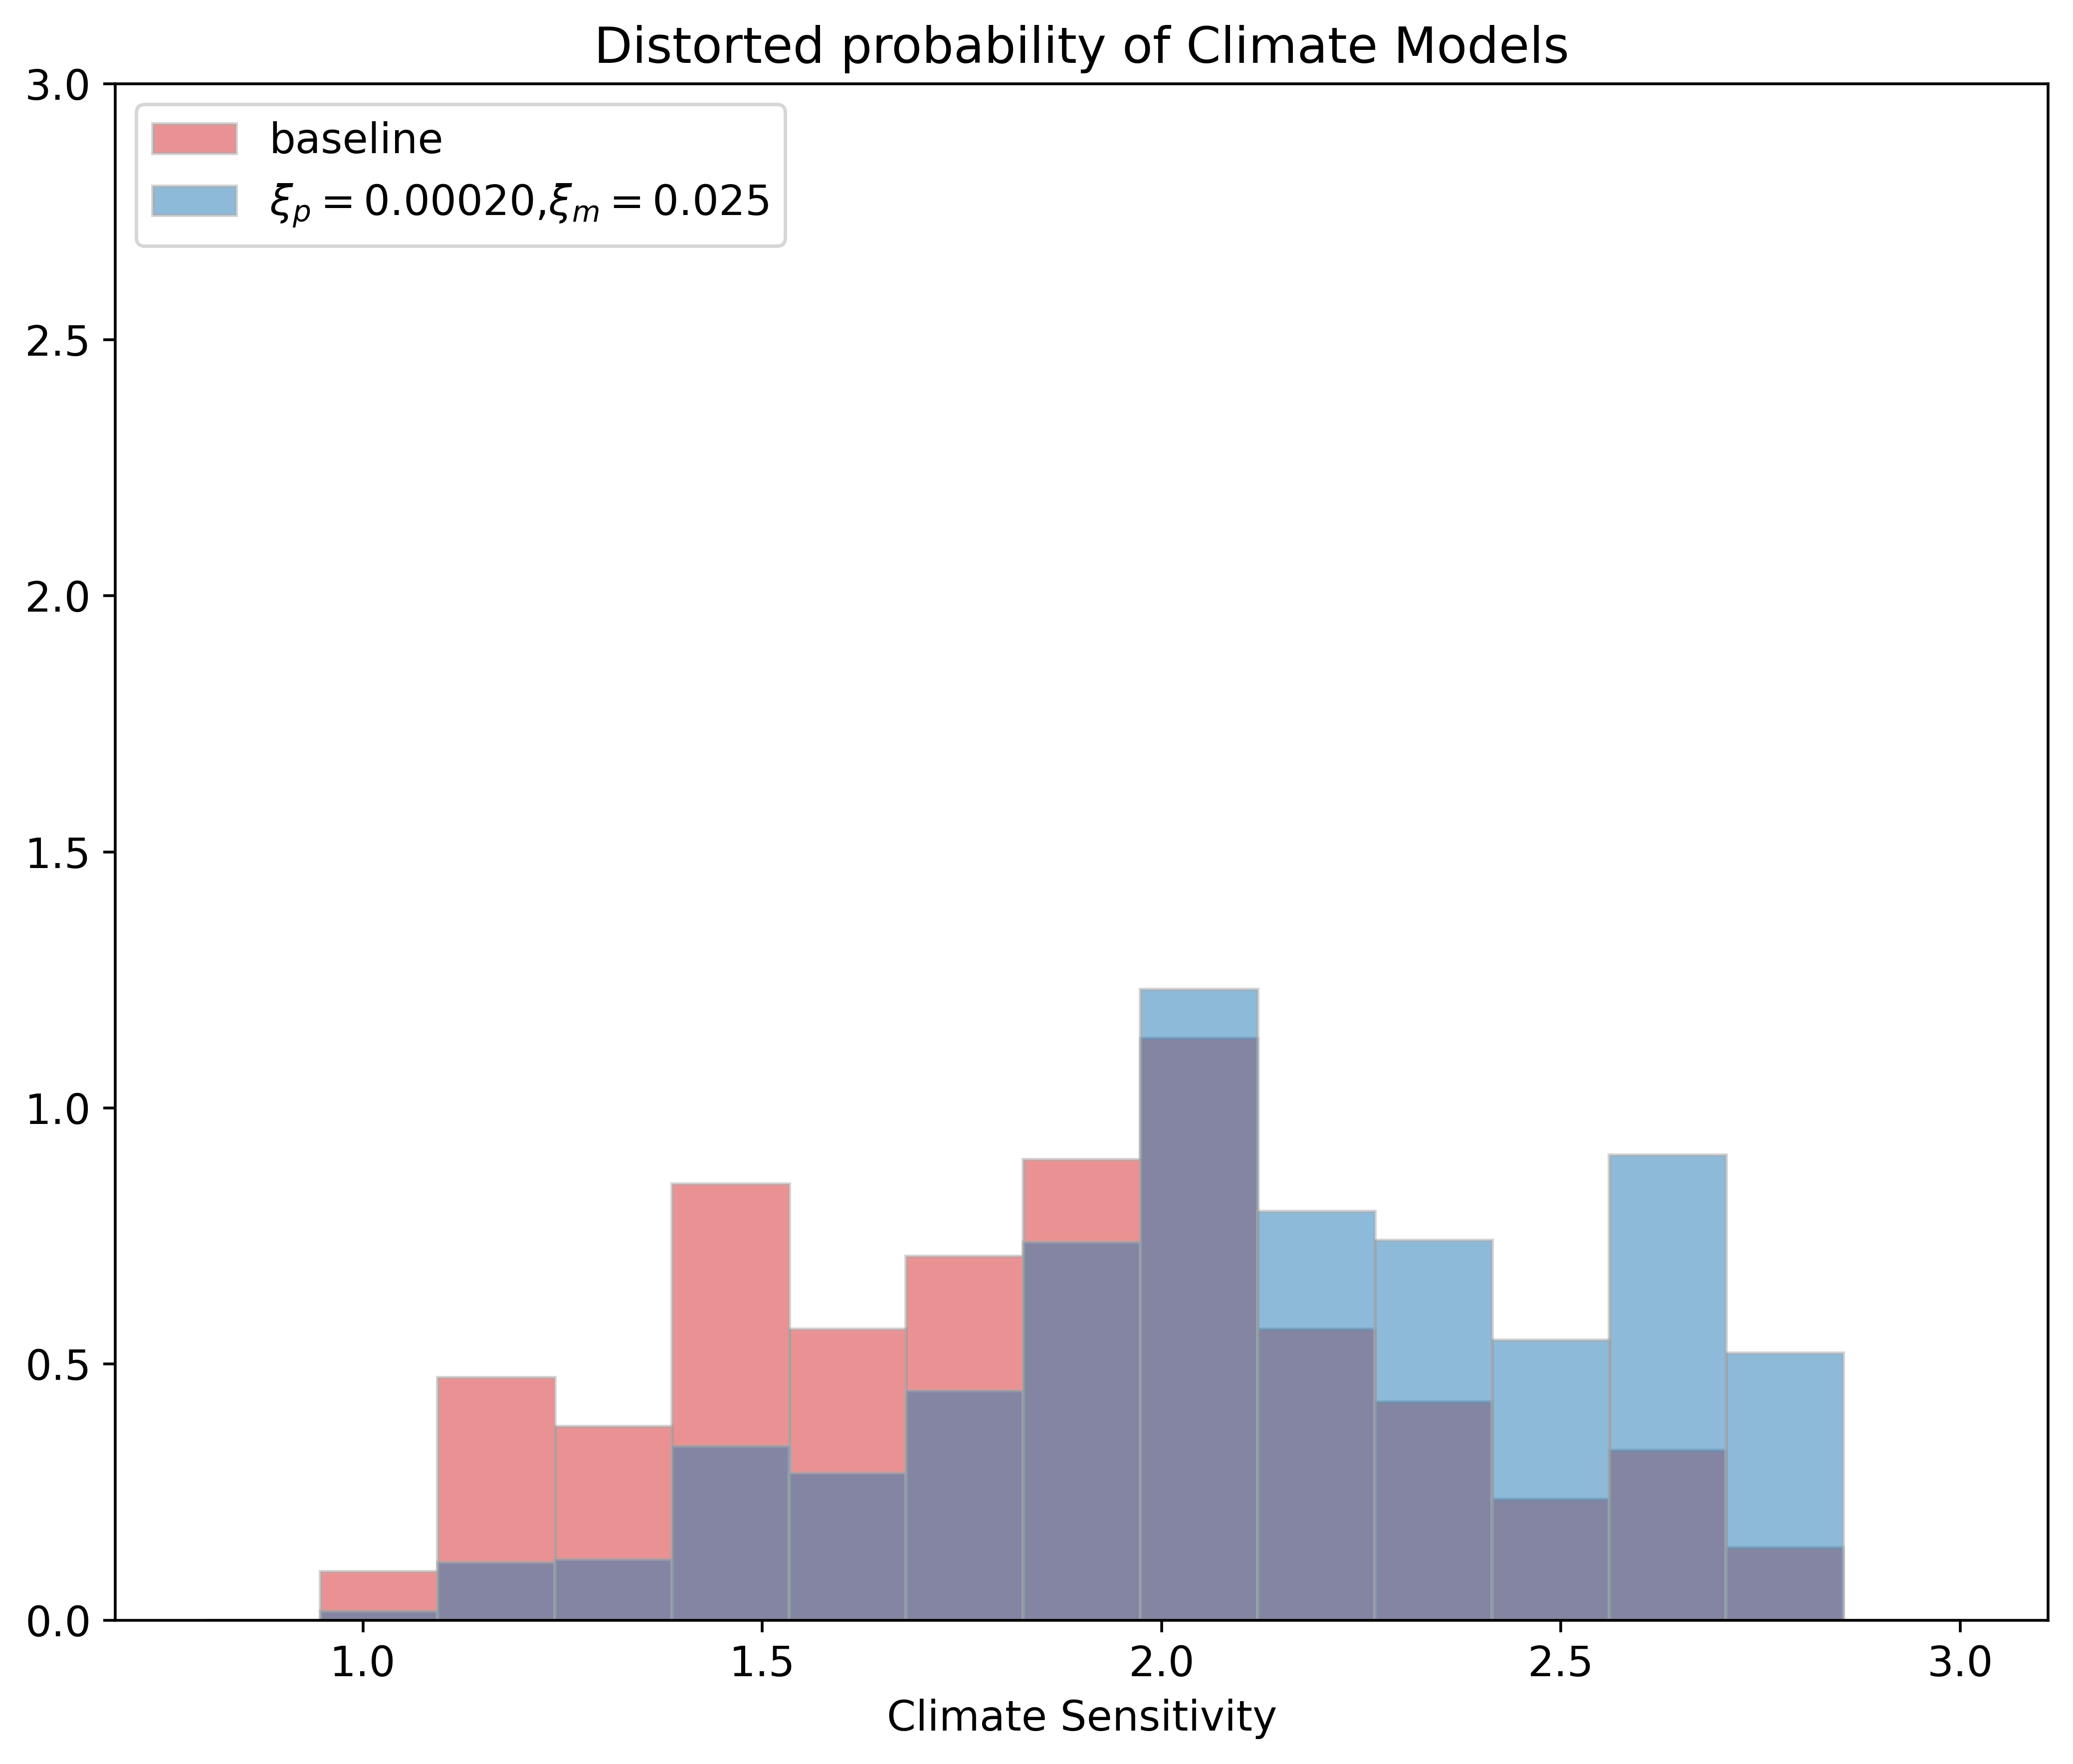 Distorted probability of Climate Models
3.0
2.5
2.0
1.5
1.0
0.5
0.0
baseline
ξₚ = 0.00020,ξₘ = 0.025
1.0 1.5 2.0 2.5 3.0
Climate Sensitivity